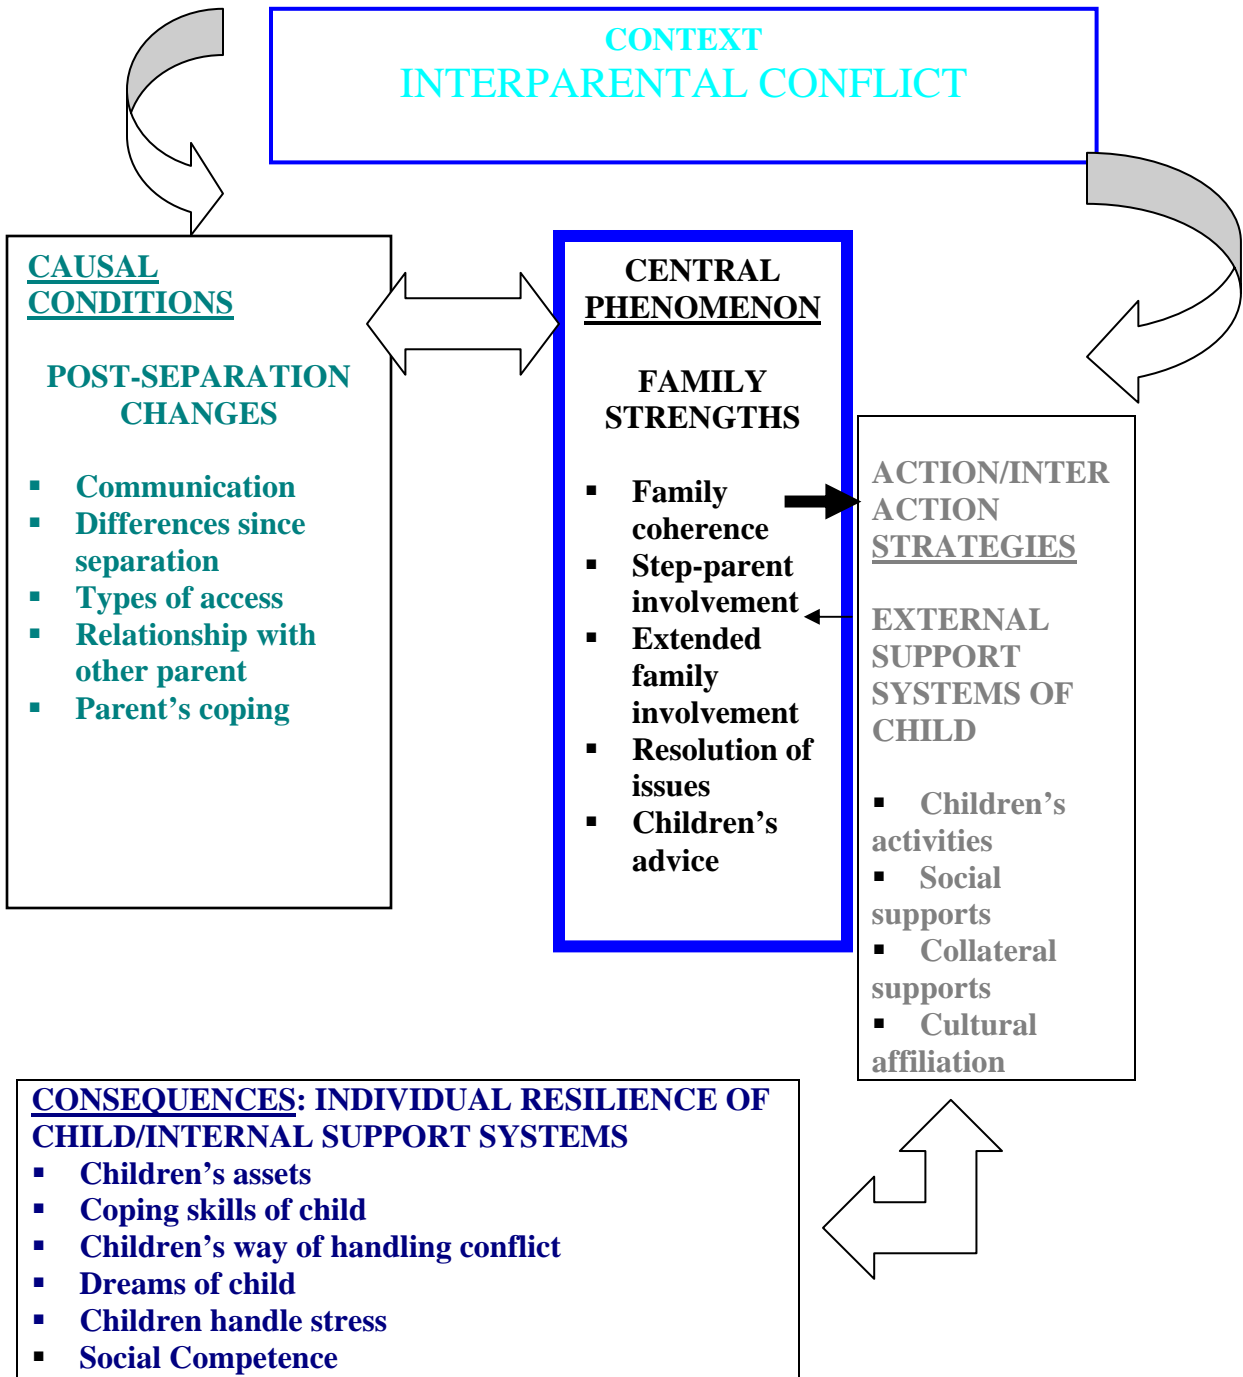 CONTEXT
INTERPARENTAL CONFLICT
CAUSAL
CONDITIONS
POST-SEPARATION
CHANGES
▪ Communication
▪ Differences since
separation
▪ Types of access
▪ Relationship with
other parent
▪ Parent’s coping
CENTRAL
PHENOMENON
FAMILY
STRENGTHS
▪ Family
coherence
▪ Step-parent
involvement
▪ Extended
family
involvement
▪ Resolution of
issues
▪ Children’s
advice
ACTION/INTER
ACTION
STRATEGIES
EXTERNAL
SUPPORT
SYSTEMS OF
CHILD
▪ Children’s
activities
▪ Social
supports
▪ Collateral
supports
▪ Cultural
affiliation
CONSEQUENCES: INDIVIDUAL RESILIENCE OF
CHILD/INTERNAL SUPPORT SYSTEMS
▪ Children’s assets
▪ Coping skills of child
▪ Children’s way of handling conflict
▪ Dreams of child
▪ Children handle stress
▪ Social Competence